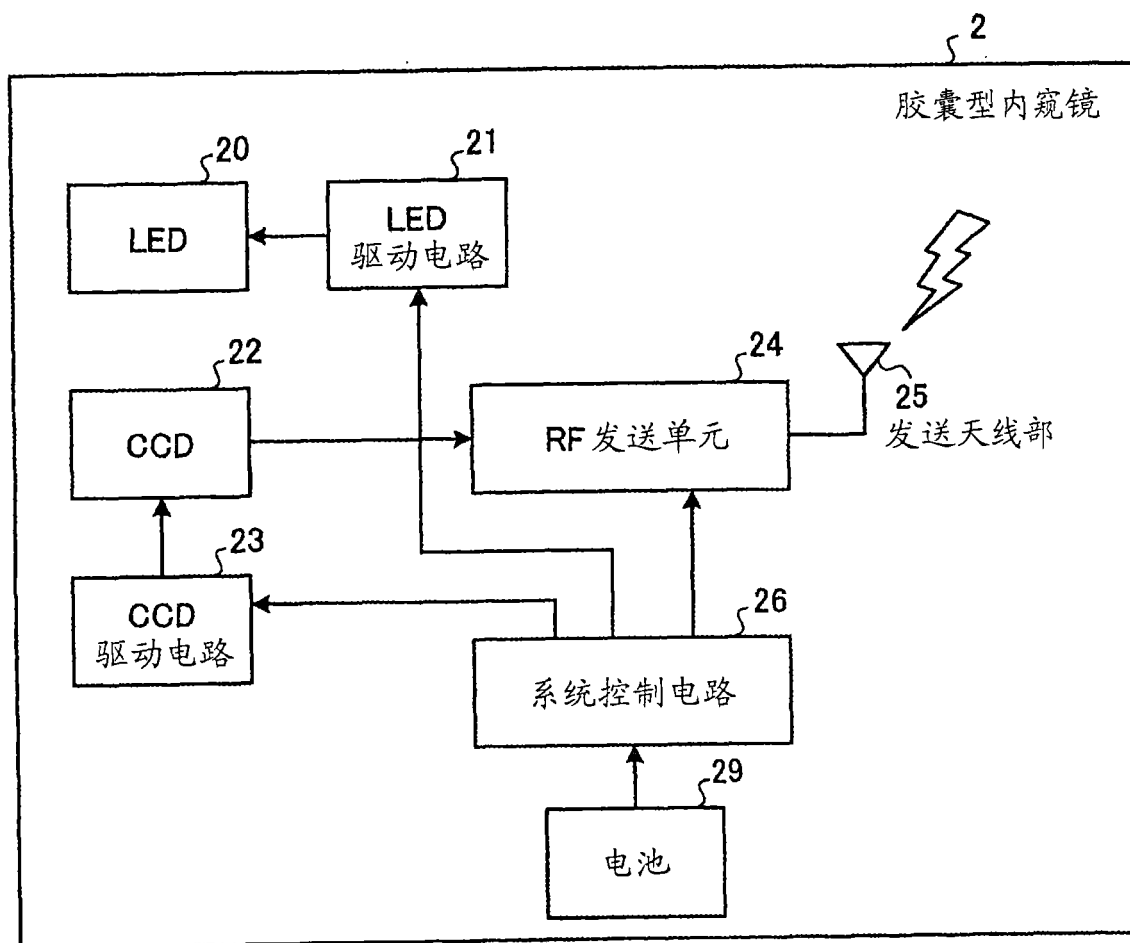 2
胶囊型内窥镜
20
LED
21
LED
驱动电路
22
CCD
24
RF发送单元
25
发送天线部
23
CCD
驱动电路
26
系统控制电路
29
电池